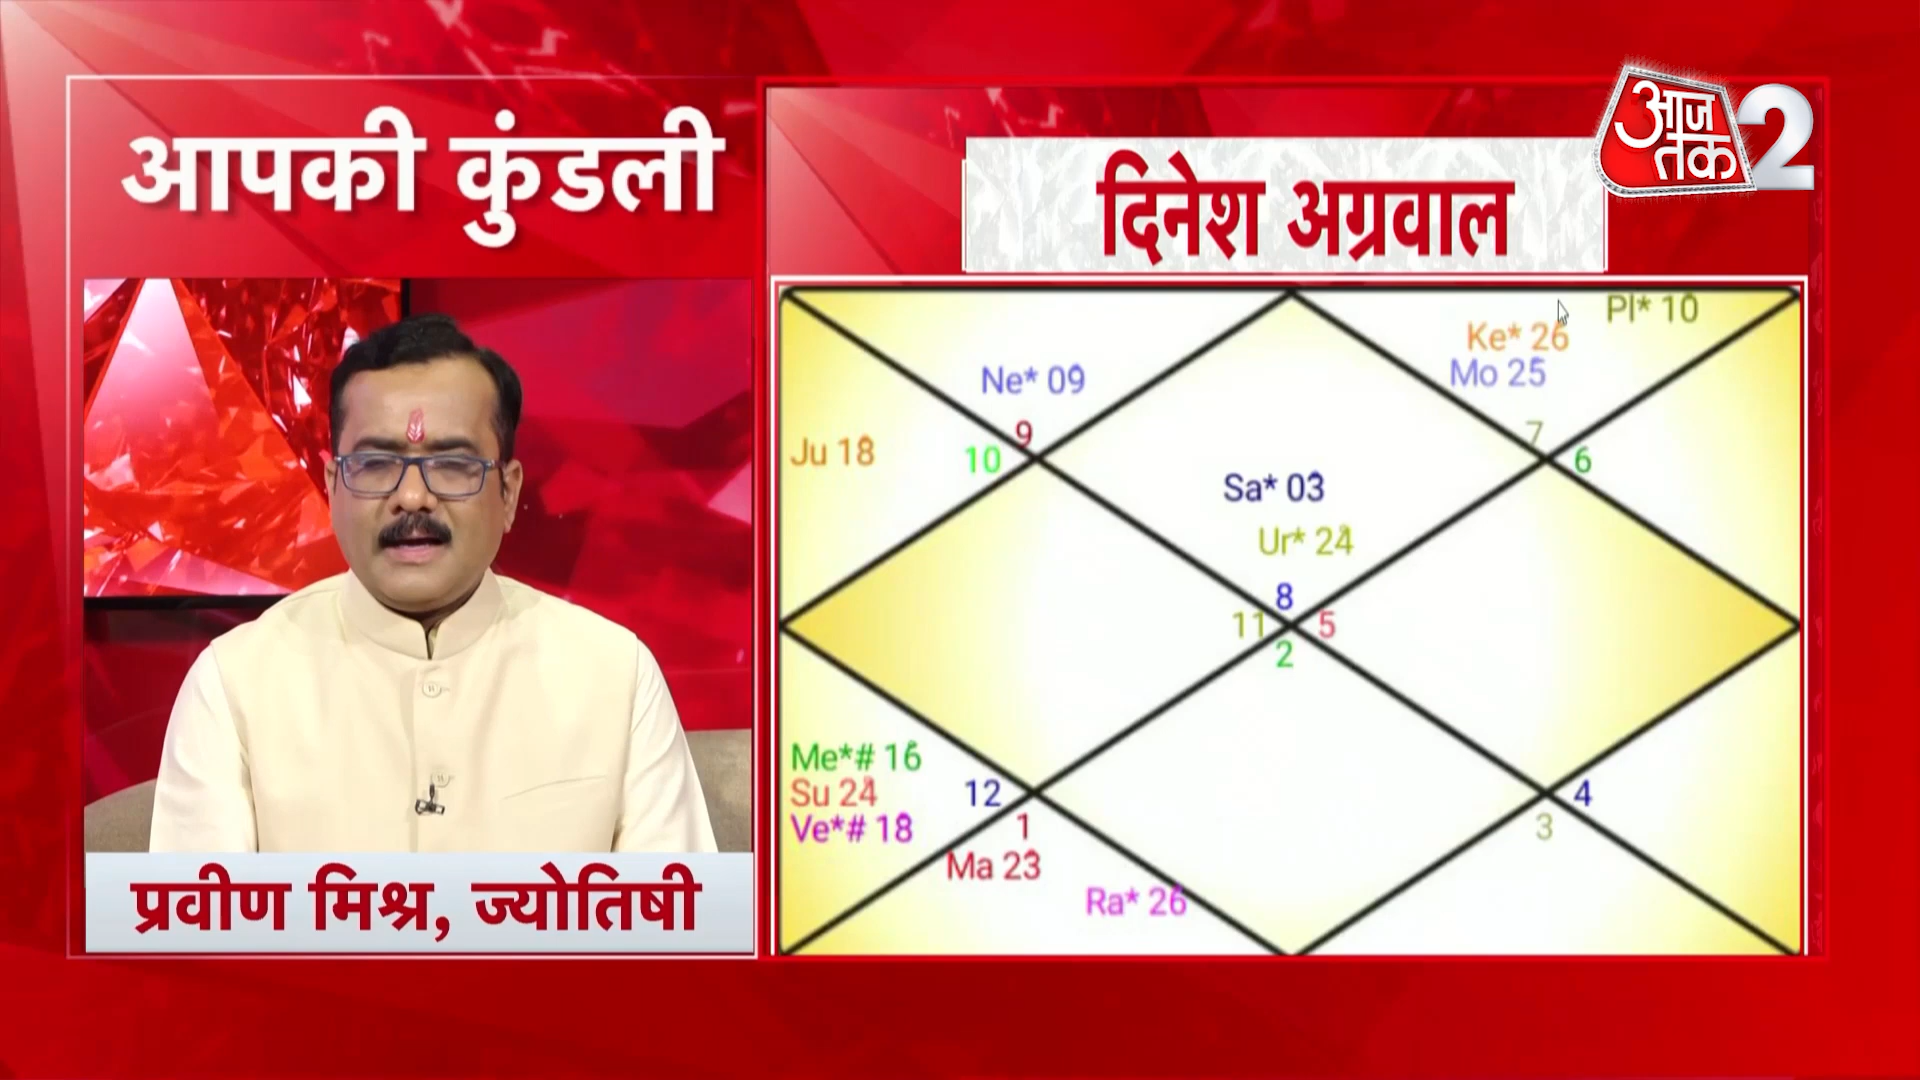 आपकी कुंडली
प्रवीण मिश्र, ज्योतिषी
आज तक 2
दिनेश अग्रवाल
Pl* 10
Ke* 26
Mo 25
Ne* 09
9
7
Ju 18
10
6
Sa* 03
Ur* 24
8
11
5
2
Me*# 16
Su 24
12
4
Ve*# 18
1
3
Ma 23
Ra* 26